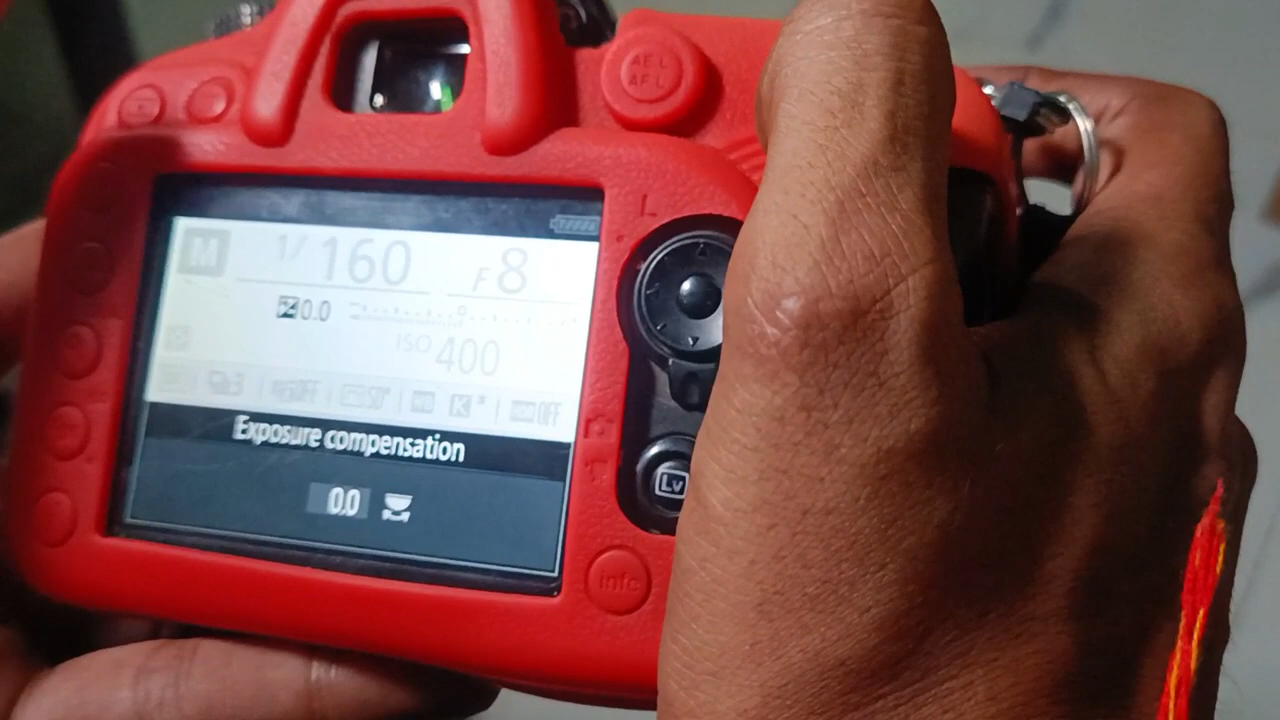 AE-L
AF-L
L
M 1/160 F8
0.0
ISO 400
OFF
K
OFF
Exposure compensation
0.0
Lv
info